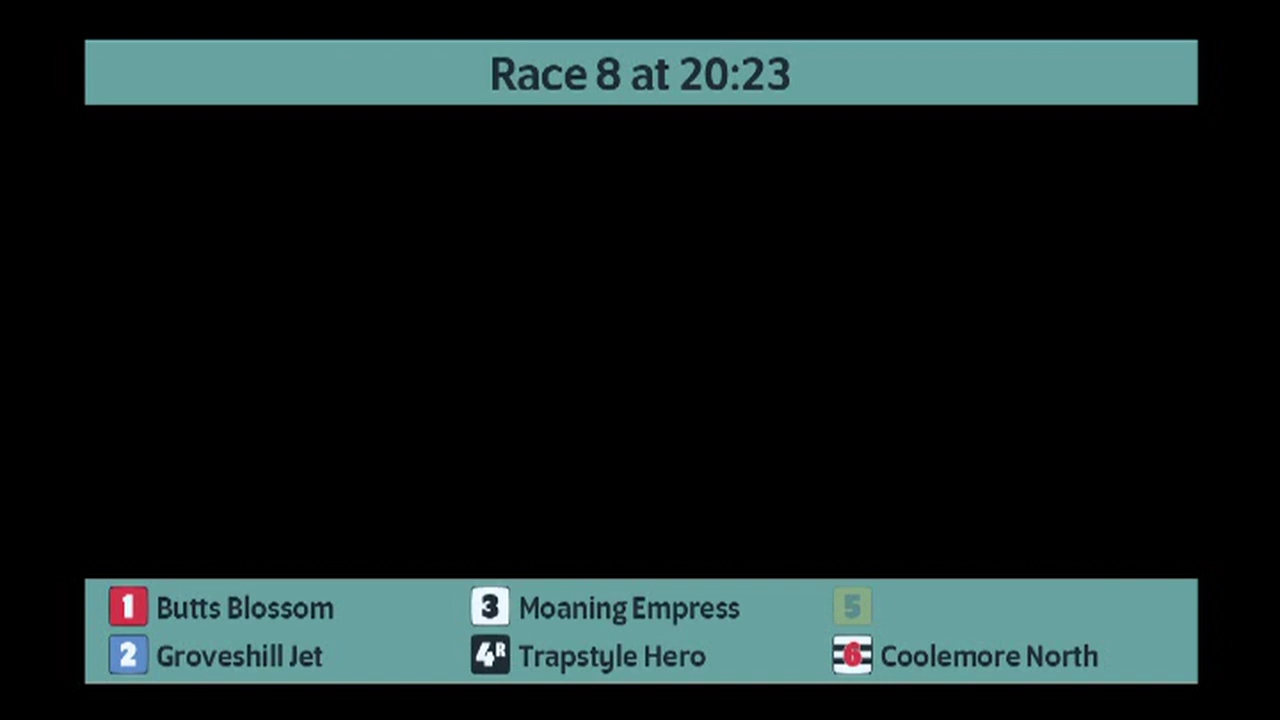 Race 8 at 20:23
1 Butts Blossom
2 Groveshill Jet
3 Moaning Empress
4R Trapstyle Hero
5
6 Coolemore North